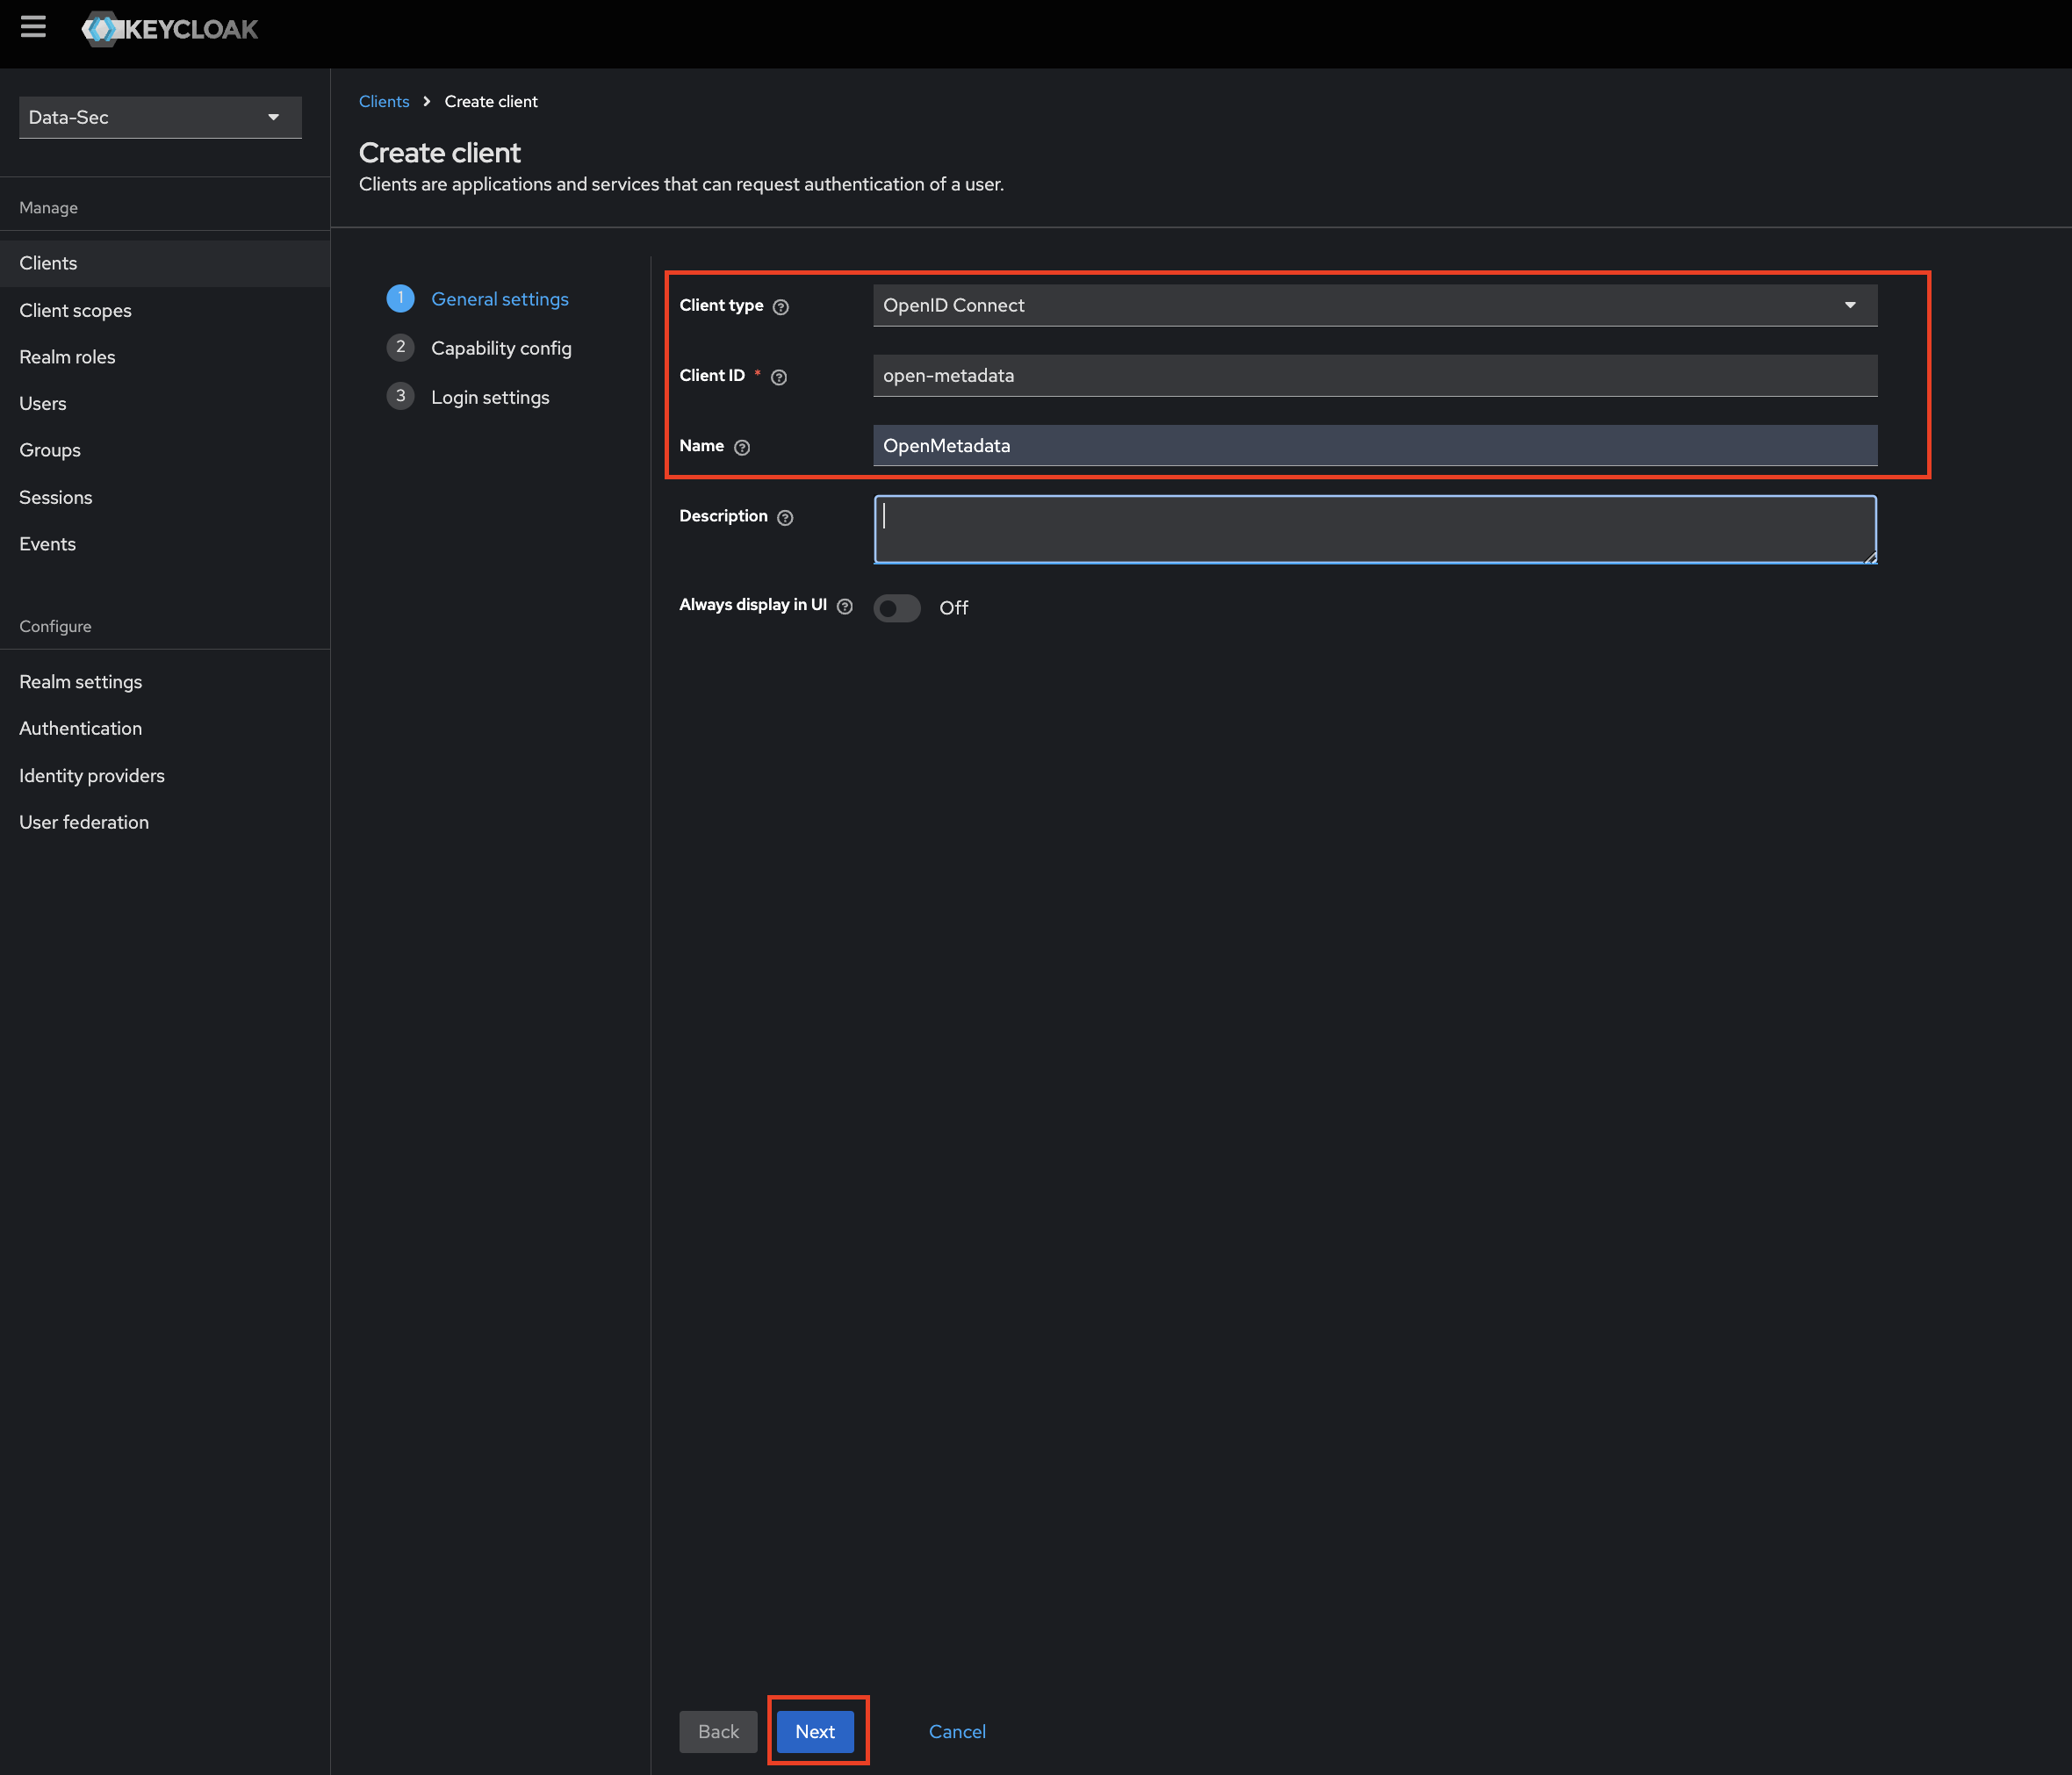 KEYCLOAK
Data-Sec
Manage
Clients
Client scopes
Realm roles
Users
Groups
Sessions
Events
Configure
Realm settings
Authentication
Identity providers
User federation
Clients > Create client
Create client
Clients are applications and services that can request authentication of a user.
1 General settings
2 Capability config
3 Login settings
Client type ? OpenID Connect
Client ID * ? open-metadata
Name ? OpenMetadata
Description ?
Always display in UI ? Off
Back Next Cancel